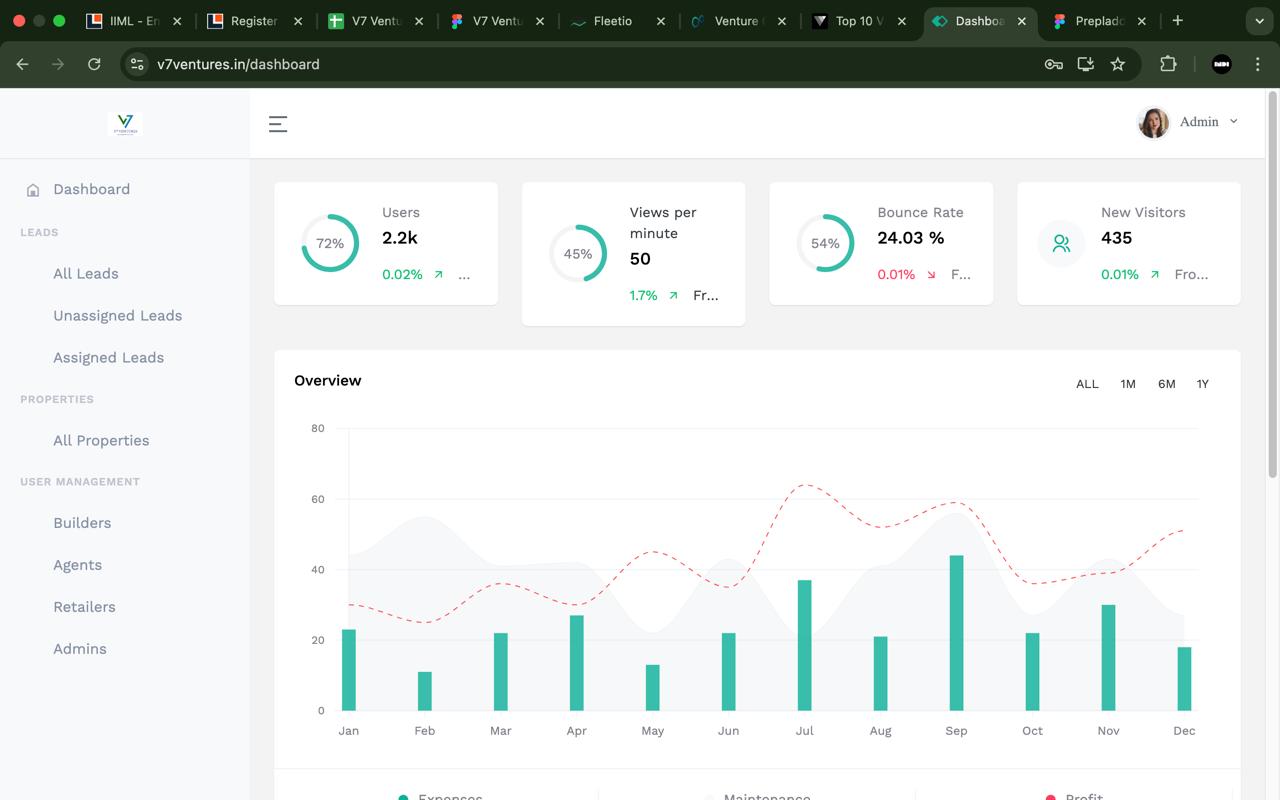 IIML - En
Register
V7 Ventu
V7 Ventu
Fleetio
Venture
Top 10 V
Dashboa
Preplad
v7ventures.in/dashboard
Admin
Dashboard
LEADS
All Leads
Unassigned Leads
Assigned Leads
PROPERTIES
All Properties
USER MANAGEMENT
Builders
Agents
Retailers
Admins
72%
Users
2.2k
0.02% ...
45%
Views per
minute
50
1.7% Fr...
54%
Bounce Rate
24.03 %
0.01% F...
New Visitors
435
0.01% Fro...
Overview
ALL 1M 6M 1Y
80
60
40
20
0
Jan Feb Mar Apr May Jun Jul Aug Sep Oct Nov Dec
Expenses Maintenance Profit